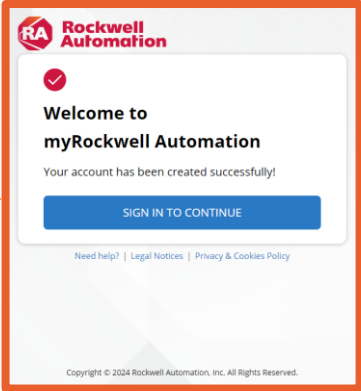 RA Rockwell
Automation
Welcome to
myRockwell Automation
Your account has been created successfully!
SIGN IN TO CONTINUE
Need help? | Legal Notices | Privacy & Cookies Policy
Copyright © 2024 Rockwell Automation, Inc. All Rights Reserved.